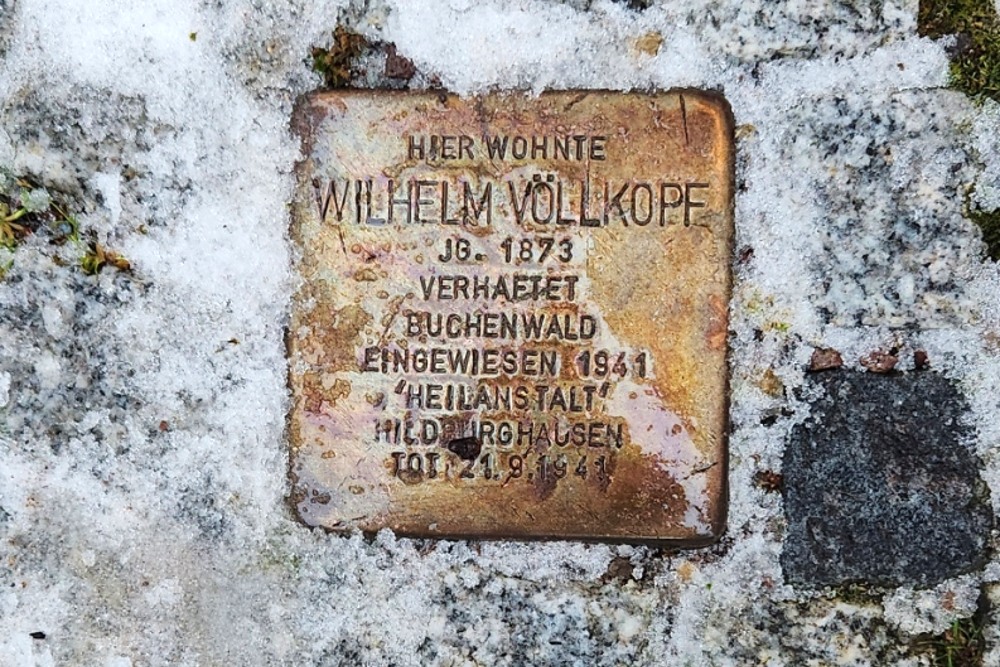 HIER WOHNTE
WILHELM VÖLLKOPF
JG. 1873
VERHAFTET
BUCHENWALD
EINGEWIESEN 1941
"HEILANSTALT"
HILDBURGHAUSEN
TOT 21.9.1941